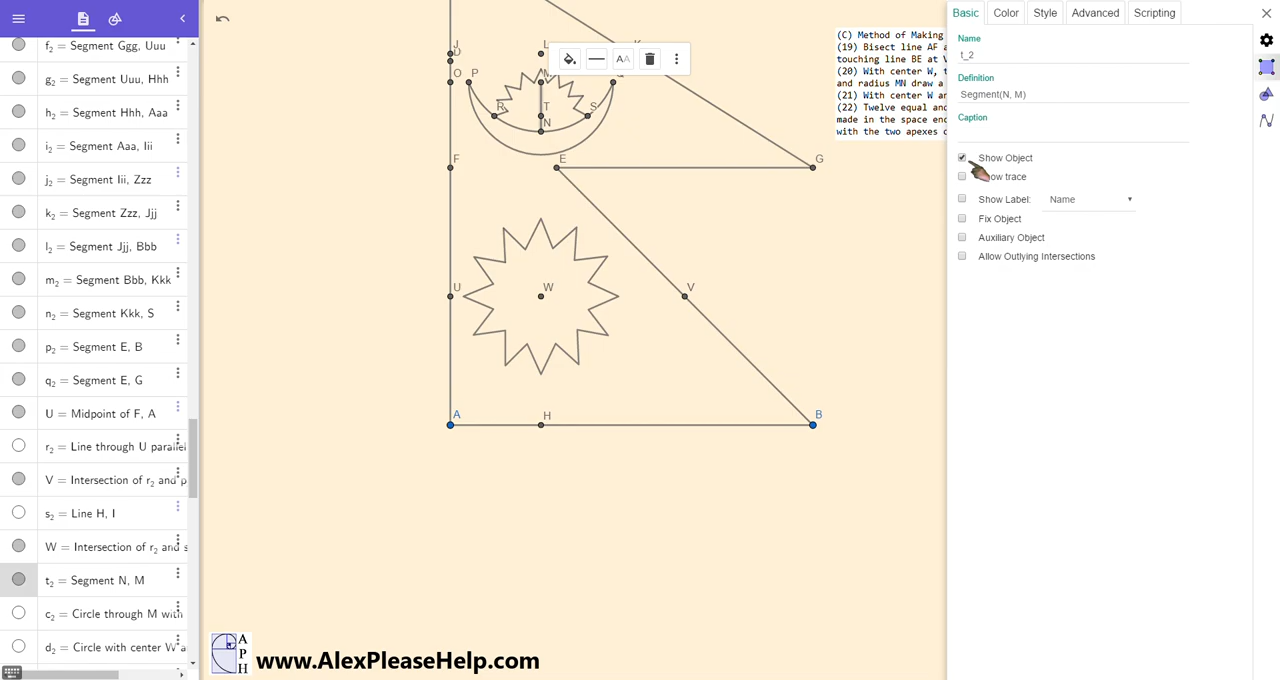 f₂ = Segment Ggg, Uuu
g₂ = Segment Uuu, Hhh
h₂ = Segment Hhh, Aaa
i₂ = Segment Aaa, Iii
j₂ = Segment Iii, Zzz
k₂ = Segment Zzz, Jjj
l₂ = Segment Jjj, Bbb
m₂ = Segment Bbb, Kkk
n₂ = Segment Kkk, S
p₂ = Segment E, B
q₂ = Segment E, G
U = Midpoint of F, A
r₂ = Line through U parallel
V = Intersection of r₂ and p
s₂ = Line H, I
W = Intersection of r₂ and s
t₂ = Segment N, M
c₂ = Circle through M with
d₂ = Circle with center W a
J
D
L
O P
M
R
T
S
N
F
E
G
U
W
V
A
H
B
(C) Method of Making
(19) Bisect line AF a
touching line BE at V
(20) With center W, t
and radius MN draw a
(21) With center W an
(22) Twelve equal and
made in the space enc
with the two apexes o
AA
A
P
H
www.AlexPleaseHelp.com
Basic Color Style Advanced Scripting
Name
t_2
Definition
Segment(N, M)
Caption
Show Object
ow trace
Show Label: Name
Fix Object
Auxiliary Object
Allow Outlying Intersections